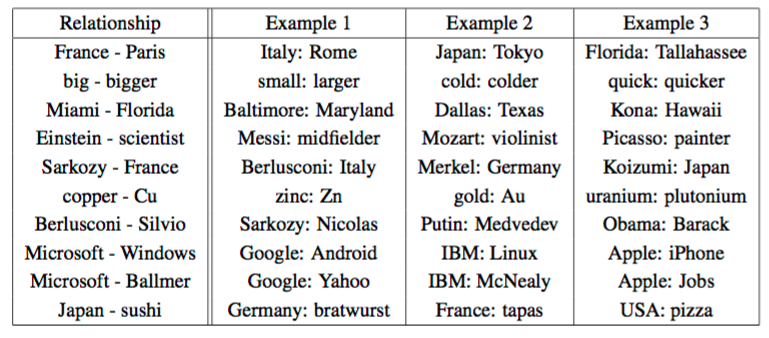 Relationship Example 1 Example 2 Example 3
France - Paris Italy: Rome Japan: Tokyo Florida: Tallahassee
big - bigger small: larger cold: colder quick: quicker
Miami - Florida Baltimore: Maryland Dallas: Texas Kona: Hawaii
Einstein - scientist Messi: midfielder Mozart: violinist Picasso: painter
Sarkozy - France Berlusconi: Italy Merkel: Germany Koizumi: Japan
copper - Cu zinc: Zn gold: Au uranium: plutonium
Berlusconi - Silvio Sarkozy: Nicolas Putin: Medvedev Obama: Barack
Microsoft - Windows Google: Android IBM: Linux Apple: iPhone
Microsoft - Ballmer Google: Yahoo IBM: McNealy Apple: Jobs
Japan - sushi Germany: bratwurst France: tapas USA: pizza